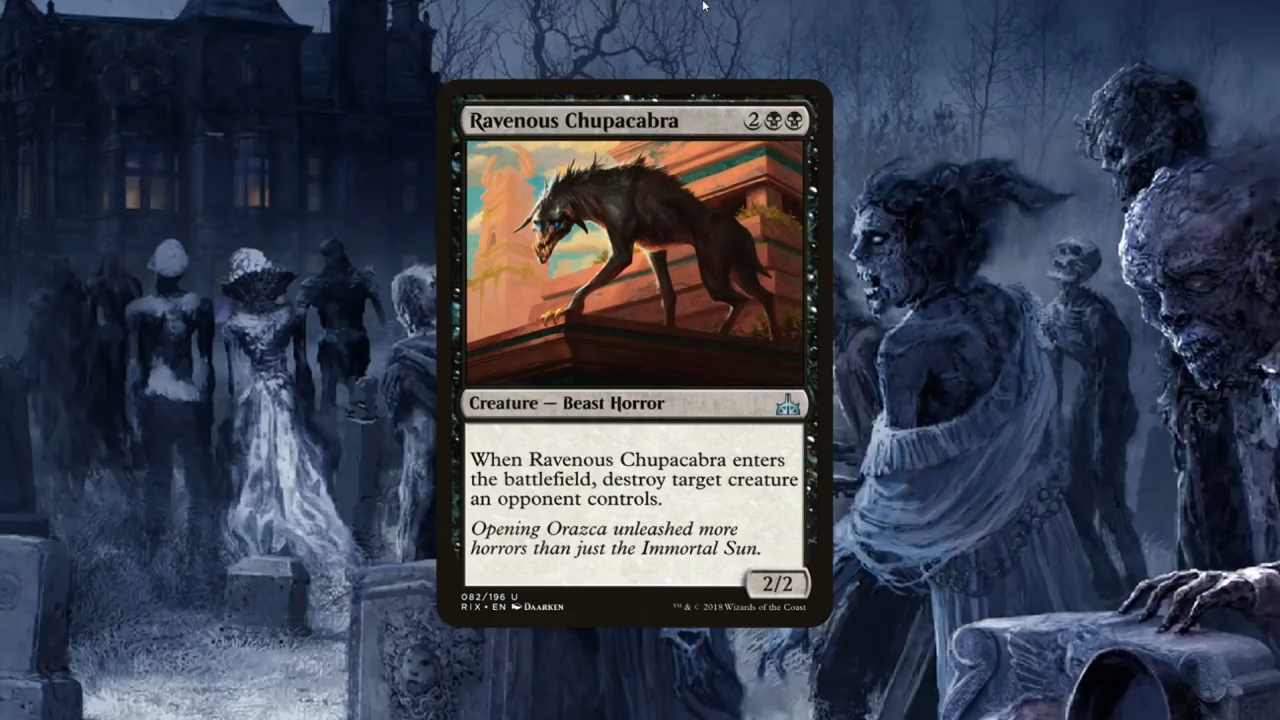 Ravenous Chupacabra 2
Creature — Beast Horror
When Ravenous Chupacabra enters
the battlefield, destroy target creature
an opponent controls.
Opening Orazca unleashed more
horrors than just the Immortal Sun.
2/2
082/196 U
RIX • EN DAARKEN
™ & © 2018 Wizards of the Coast